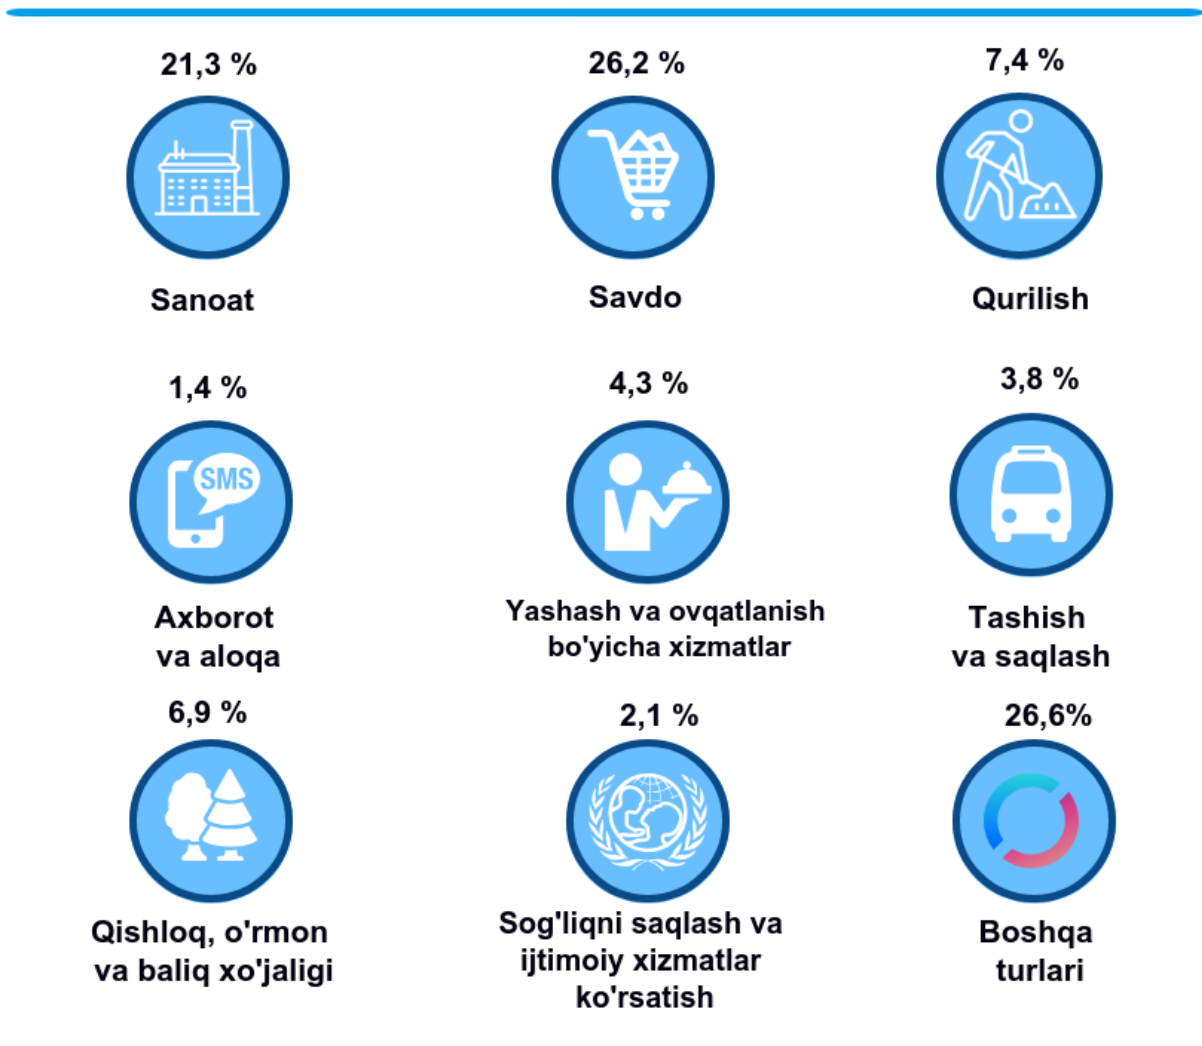 21,3 %
Sanoat
26,2 %
Savdo
7,4 %
Qurilish
1,4 %
SMS
Axborot
va aloqa
4,3 %
Yashash va ovqatlanish
bo'yicha xizmatlar
3,8 %
Tashish
va saqlash
6,9 %
Qishloq, o'rmon
va baliq xo'jaligi
2,1 %
Sog'liqni saqlash va
ijtimoiy xizmatlar
ko'rsatish
26,6%
Boshqa
turlari